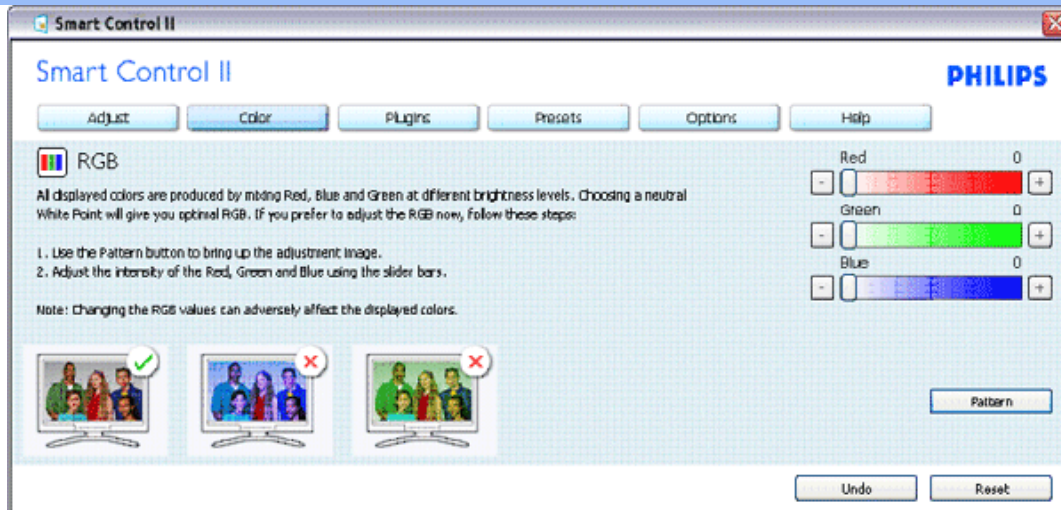 Smart Control II
Smart Control II
PHILIPS
Adjust Color Plugins Presets Options Help
RGB
All displayed colors are produced by mixing Red, Blue and Green at different brightness levels. Choosing a neutral
White Point will give you optimal RGB. If you prefer to adjust the RGB now, follow these steps:
1. Use the Pattern button to bring up the adjustment image.
2. Adjust the intensity of the Red, Green and Blue using the slider bars.
Note: Changing the RGB values can adversely affect the displayed colors.
Red 0
- +
Green 0
- +
Blue 0
- +
Pattern
Undo Reset